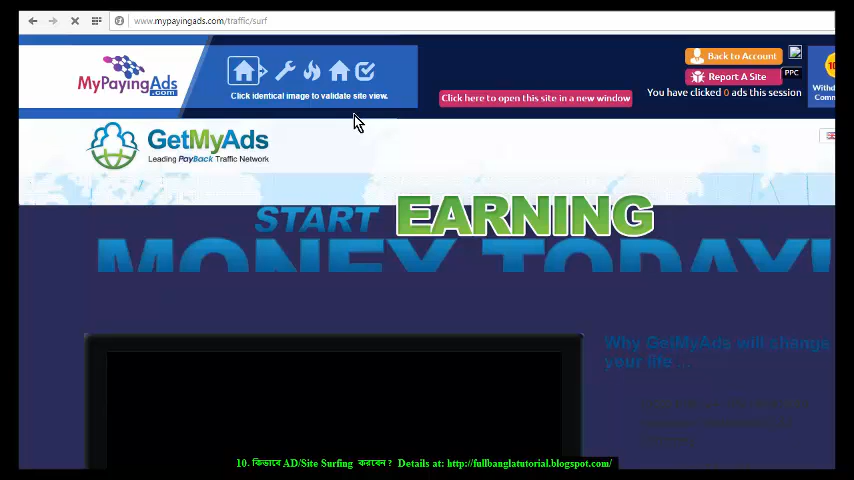 www.mypayingads.com/traffic/surf
MyPayingAds
.com
Click identical image to validate site view.
Click here to open this site in a new window
Back to Account
Report A Site
PPC
You have clicked 0 ads this session
10
Withd
Comm
GetMyAds
Leading PayBack Traffic Network
START EARNING
MONEY TODAY!
Why GetMyAds will change
your life ...
10. কিভাবে AD/Site Surfing করবেন? Details at: http://fullbanglatutorial.blogspot.com/